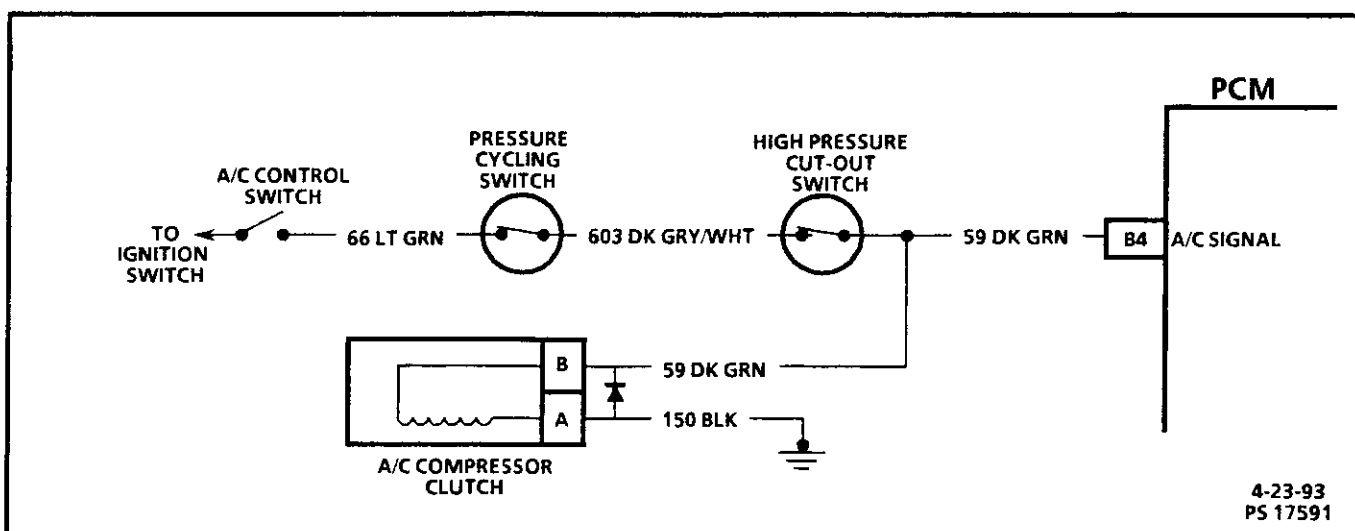 PCM
PRESSURE
CYCLING
SWITCH
HIGH PRESSURE
CUT-OUT
SWITCH
A/C CONTROL
SWITCH
TO
IGNITION
SWITCH
66 LT GRN
603 DK GRY/WHT
59 DK GRN
B4
A/C SIGNAL
B
59 DK GRN
A
150 BLK
A/C COMPRESSOR
CLUTCH
4-23-93
PS 17591